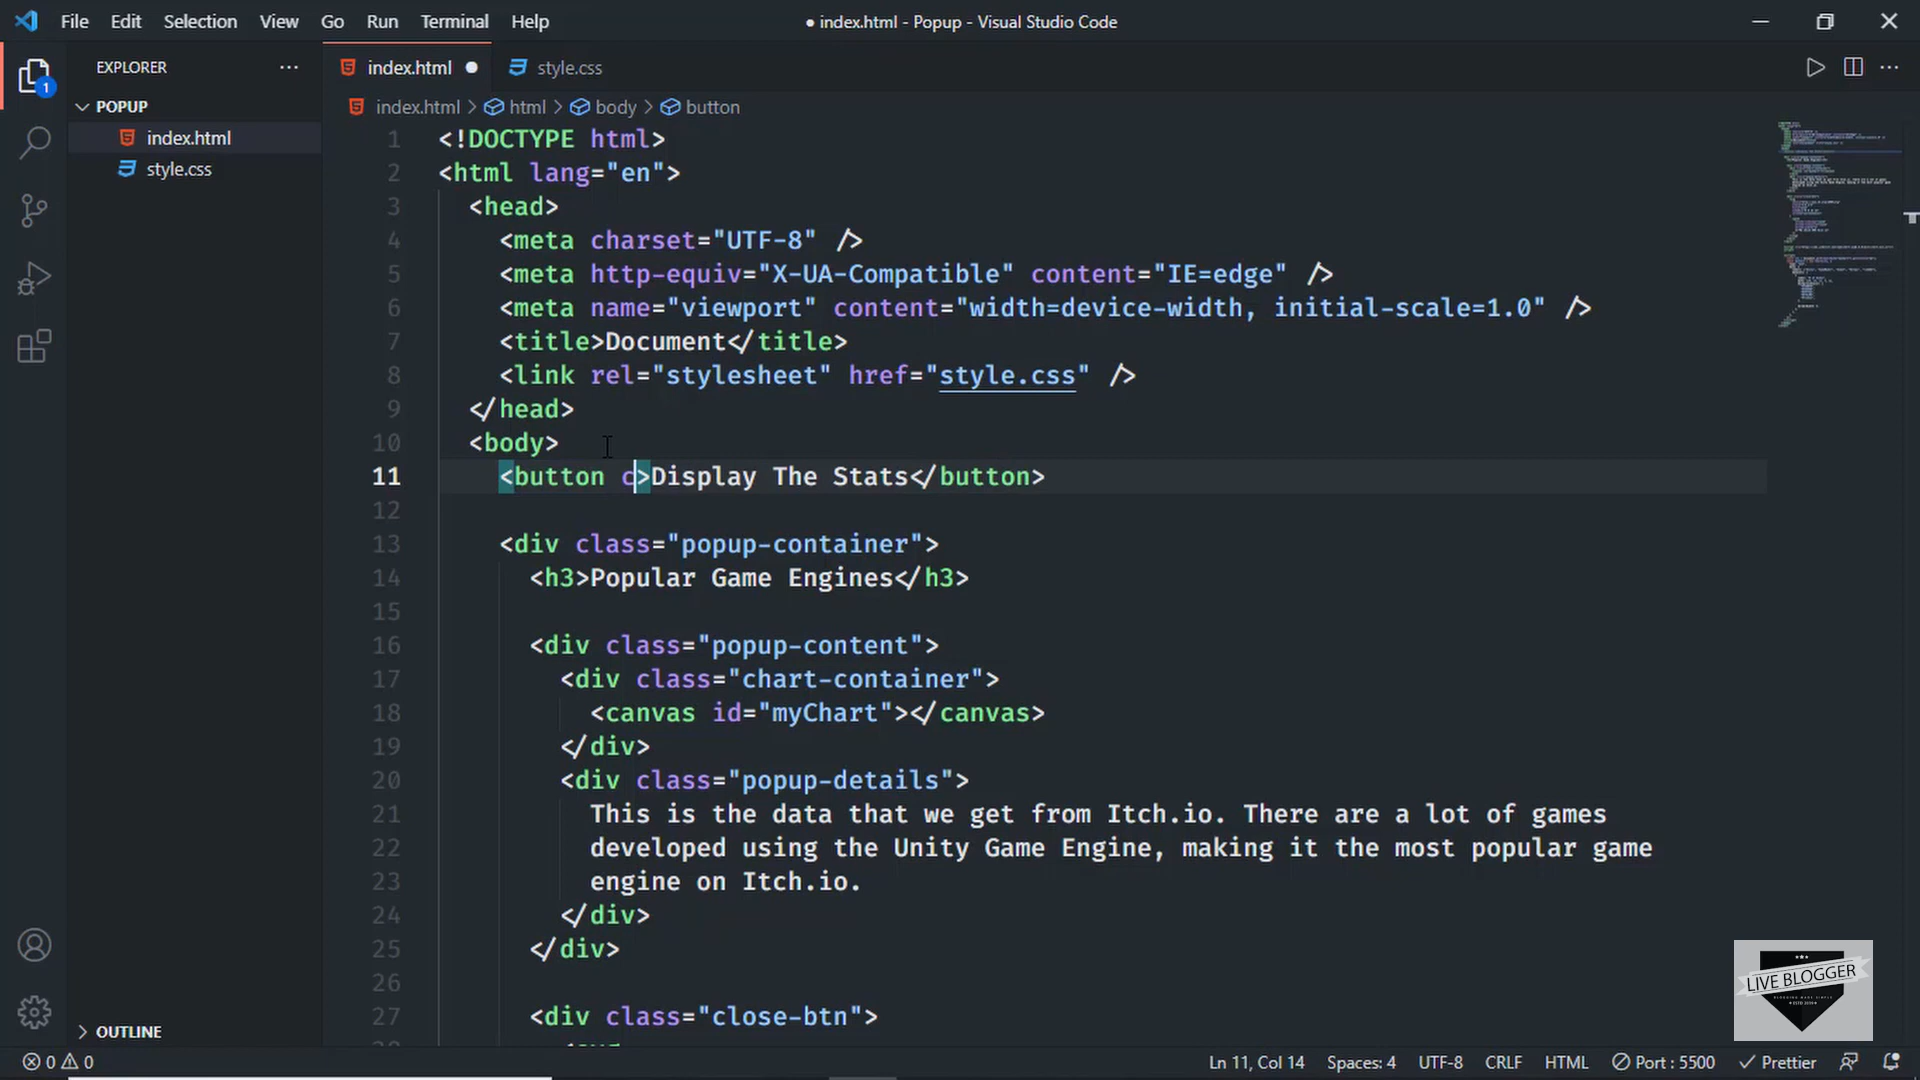 File Edit Selection View Go Run Terminal Help
● index.html - Popup - Visual Studio Code
EXPLORER
POPUP
index.html
style.css
OUTLINE
1
index.html
style.css
index.html > html > body > button
1 <!DOCTYPE html>
2 <html lang="en">
3 <head>
4 <meta charset="UTF-8" />
5 <meta http-equiv="X-UA-Compatible" content="IE=edge" />
6 <meta name="viewport" content="width=device-width, initial-scale=1.0" />
7 <title>Document</title>
8 <link rel="stylesheet" href="style.css" />
9 </head>
10 <body>
11 <button c>Display The Stats</button>
12
13 <div class="popup-container">
14 <h3>Popular Game Engines</h3>
15
16 <div class="popup-content">
17 <div class="chart-container">
18 <canvas id="myChart"></canvas>
19 </div>
20 <div class="popup-details">
21 This is the data that we get from Itch.io. There are a lot of games
22 developed using the Unity Game Engine, making it the most popular game
23 engine on Itch.io.
24 </div>
25 </div>
26
27 <div class="close-btn">
LIVE BLOGGER
0 0
Ln 11, Col 14 Spaces: 4 UTF-8 CRLF HTML Port : 5500 Prettier